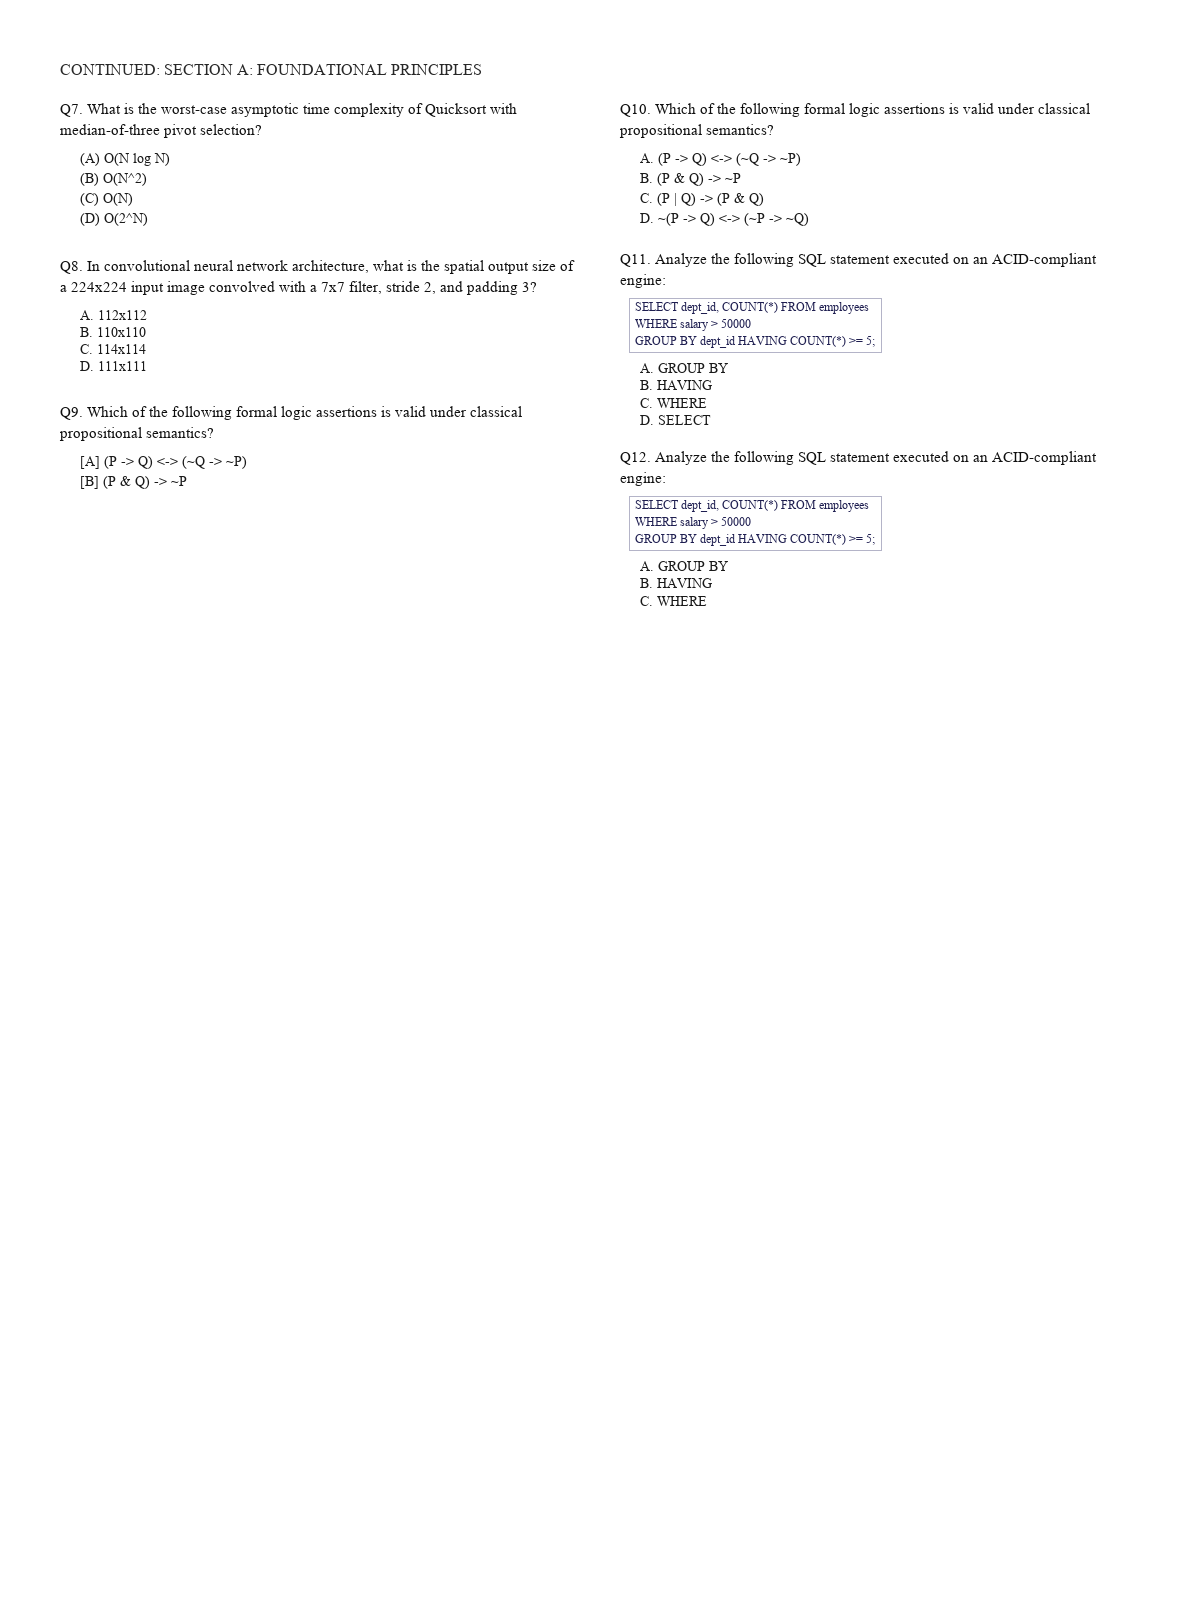 CONTINUED: SECTION A: FOUNDATIONAL PRINCIPLES
Q7. What is the worst-case asymptotic time complexity of Quicksort with
median-of-three pivot selection?
(A) O(N log N)
(B) O(N^2)
(C) O(N)
(D) O(2^N)
Q8. In convolutional neural network architecture, what is the spatial output size of
a 224x224 input image convolved with a 7x7 filter, stride 2, and padding 3?
A. 112x112
B. 110x110
C. 114x114
D. 111x111
Q9. Which of the following formal logic assertions is valid under classical
propositional semantics?
[A] (P -> Q) <-> (~Q -> ~P)
[B] (P & Q) -> ~P
Q10. Which of the following formal logic assertions is valid under classical
propositional semantics?
A. (P -> Q) <-> (~Q -> ~P)
B. (P & Q) -> ~P
C. (P | Q) -> (P & Q)
D. ~(P -> Q) <-> (~P -> ~Q)
Q11. Analyze the following SQL statement executed on an ACID-compliant
engine:
SELECT dept_id, COUNT(*) FROM employees
WHERE salary > 50000
GROUP BY dept_id HAVING COUNT(*) >= 5;
A. GROUP BY
B. HAVING
C. WHERE
D. SELECT
Q12. Analyze the following SQL statement executed on an ACID-compliant
engine:
SELECT dept_id, COUNT(*) FROM employees
WHERE salary > 50000
GROUP BY dept_id HAVING COUNT(*) >= 5;
A. GROUP BY
B. HAVING
C. WHERE